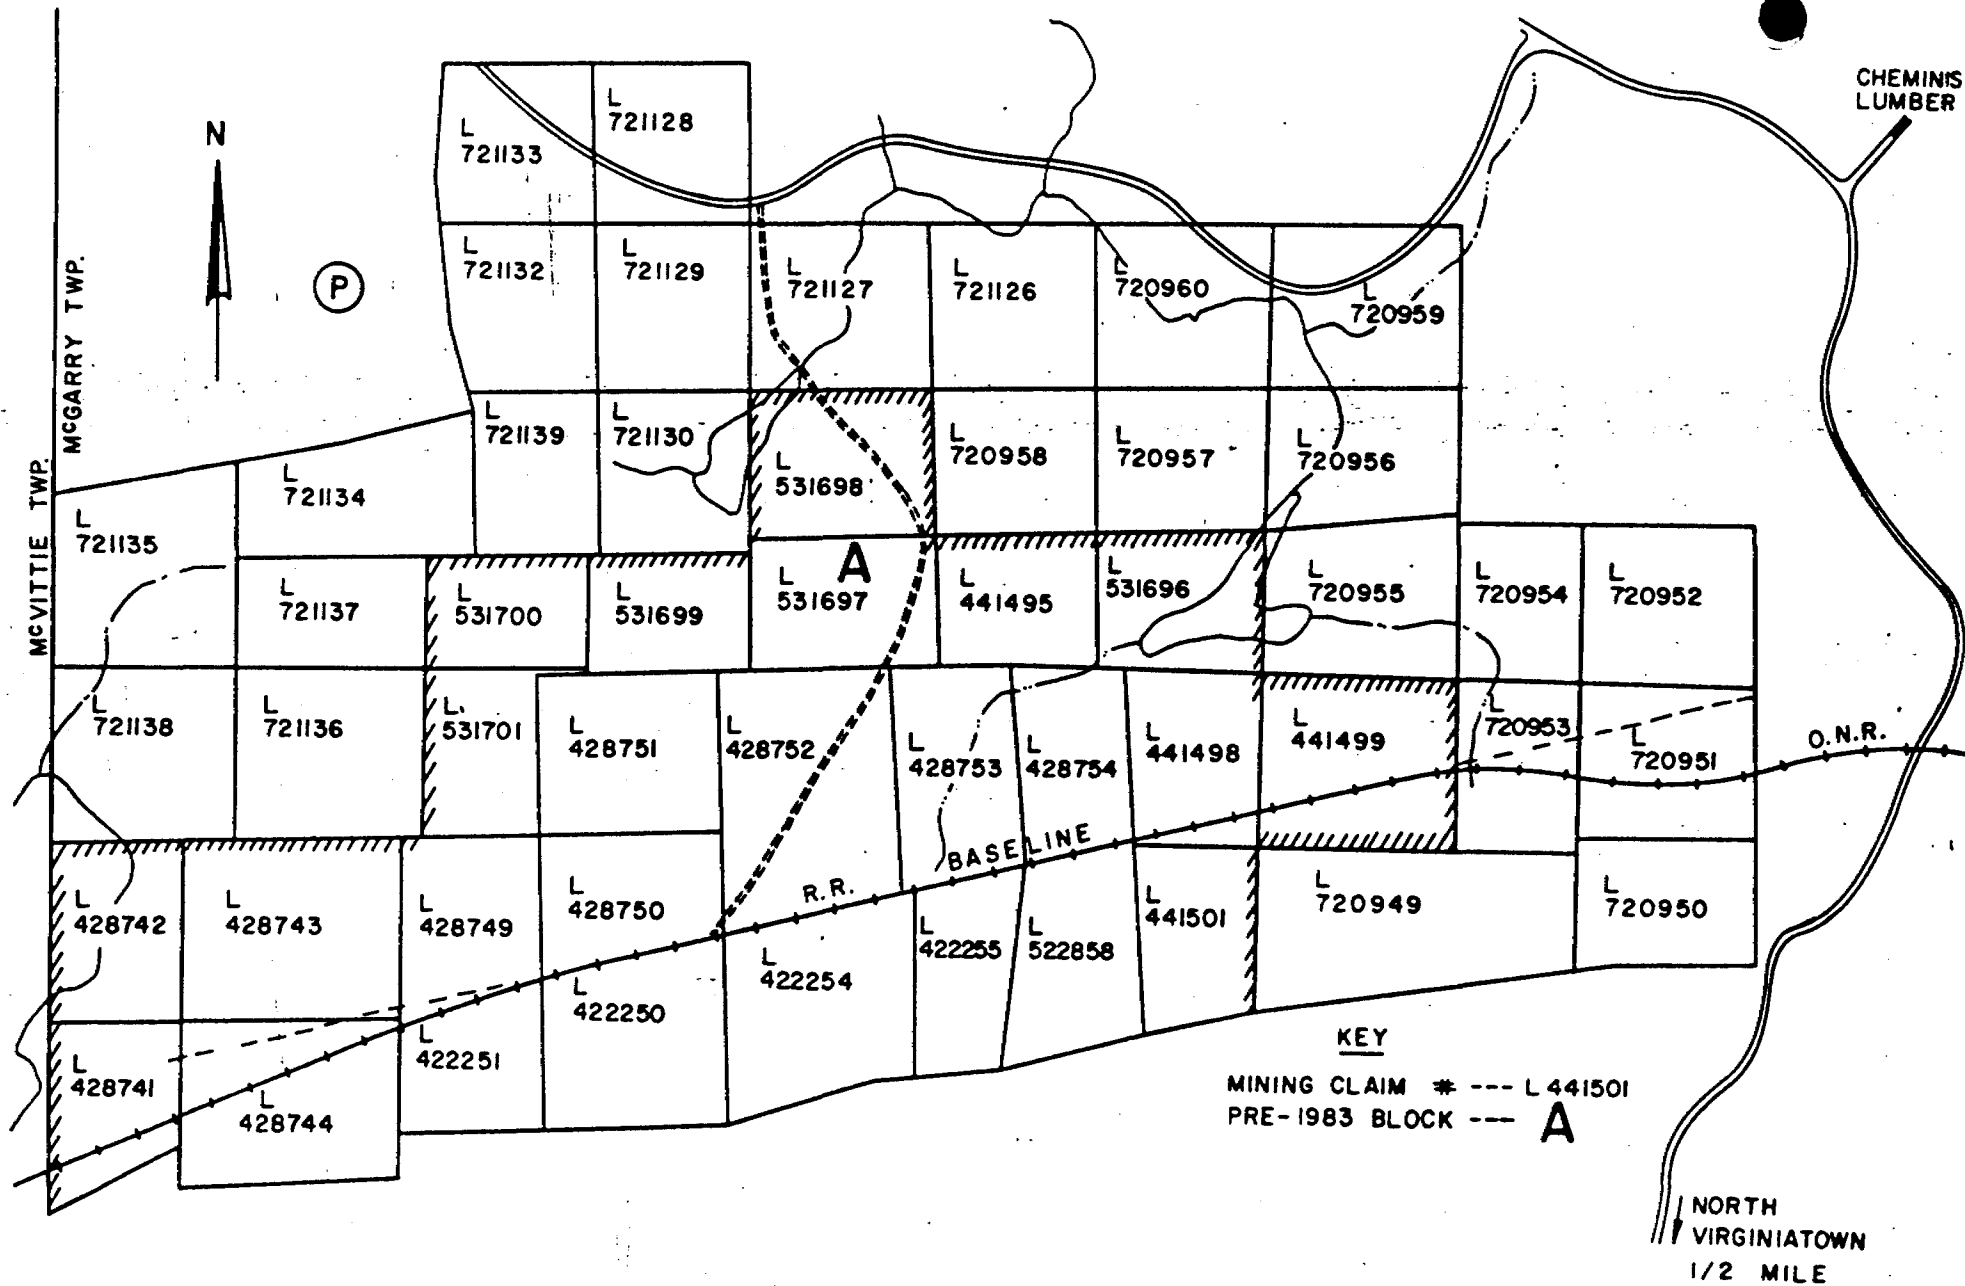 CHEMINIS
LUMBER
N
P
McGARRY TWP.
McVITTIE TWP.
L
721133
L
721128
L
721132
L
721129
L
721127
L
721126
L
720960
L
720959
L
721139
L
721130
L
531698
L
720958
L
720957
L
720956
L
721134
L
721135
A
L
721137
L
531700
L
531699
L
531697
L
441495
L
531696
L
720955
L
720954
L
720952
L
721138
L
721136
L
531701
L
428751
L
428752
L
428753
L
428754
L
441498
L
441499
L
720953
L
720951
O.N.R.
R.R. BASE LINE
L
428742
L
428743
L
428749
L
428750
L
422254
L
422255
L
522858
L
441501
L
720949
L
720950
L
422250
L
422251
L
428741
L
428744
KEY
MINING CLAIM # --- L 441501
PRE-1983 BLOCK --- A
NORTH
VIRGINIATOWN
1/2 MILE